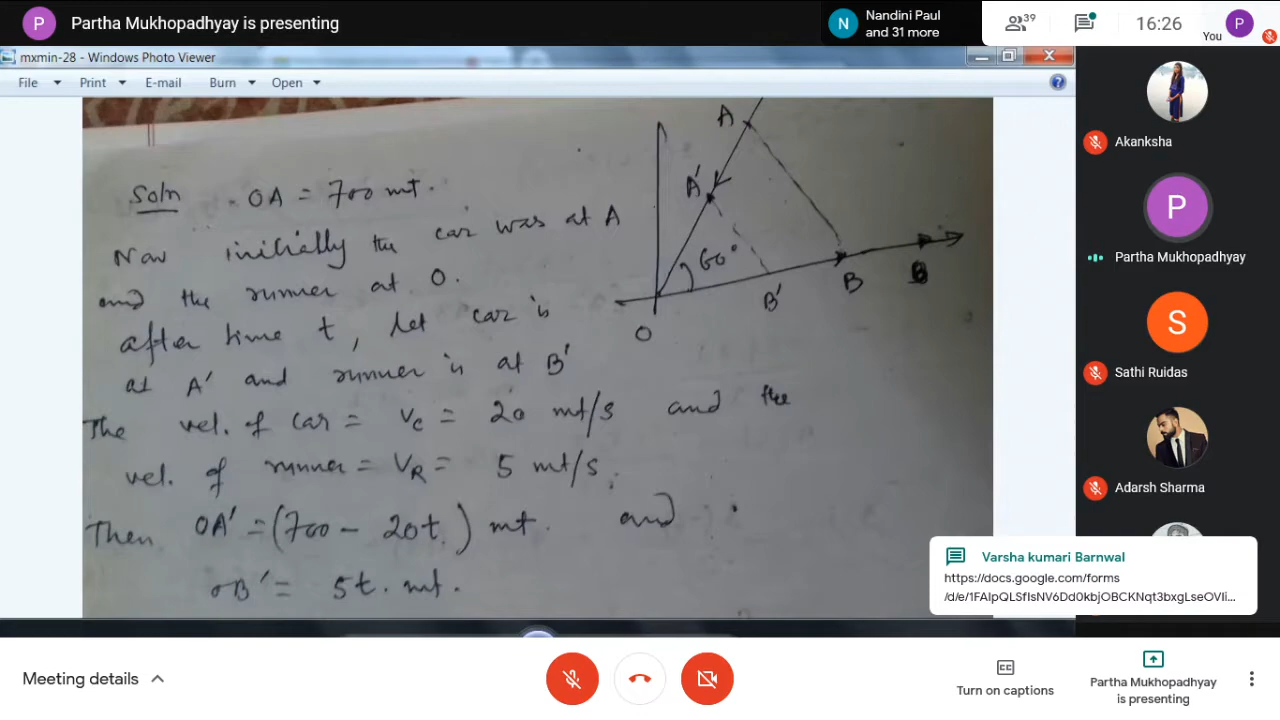 P Partha Mukhopadhyay is presenting
N Nandini Paul
and 31 more
39
16:26
You P
mxmin-28 - Windows Photo Viewer
File Print E-mail Burn Open
Soln . OA = 700 mt.
Now initially the car was at A
and the runner at O.
after time t, let car is
at A' and runner is at B'
The vel. of car = Vc = 20 mt/s and the
vel. of runner = VR = 5 mt/s.
Then OA' = (700 - 20t.) mt. and
OB' = 5t. mt.
A
A'
60°
B
B'
O
Akanksha
P
Partha Mukhopadhyay
S
Sathi Ruidas
Adarsh Sharma
Varsha kumari Barnwal
https://docs.google.com/forms
Meeting details
CC
Turn on captions
Partha Mukhopadhyay
is presenting